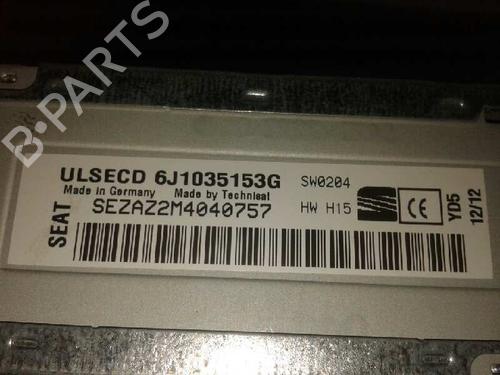 B-PARTS
ULSECD 6J1035153G SW0204
Made in Germany Made by Technisat
SEZAZ2M4040757 HW H15
SEAT
CE
YD5
12/12